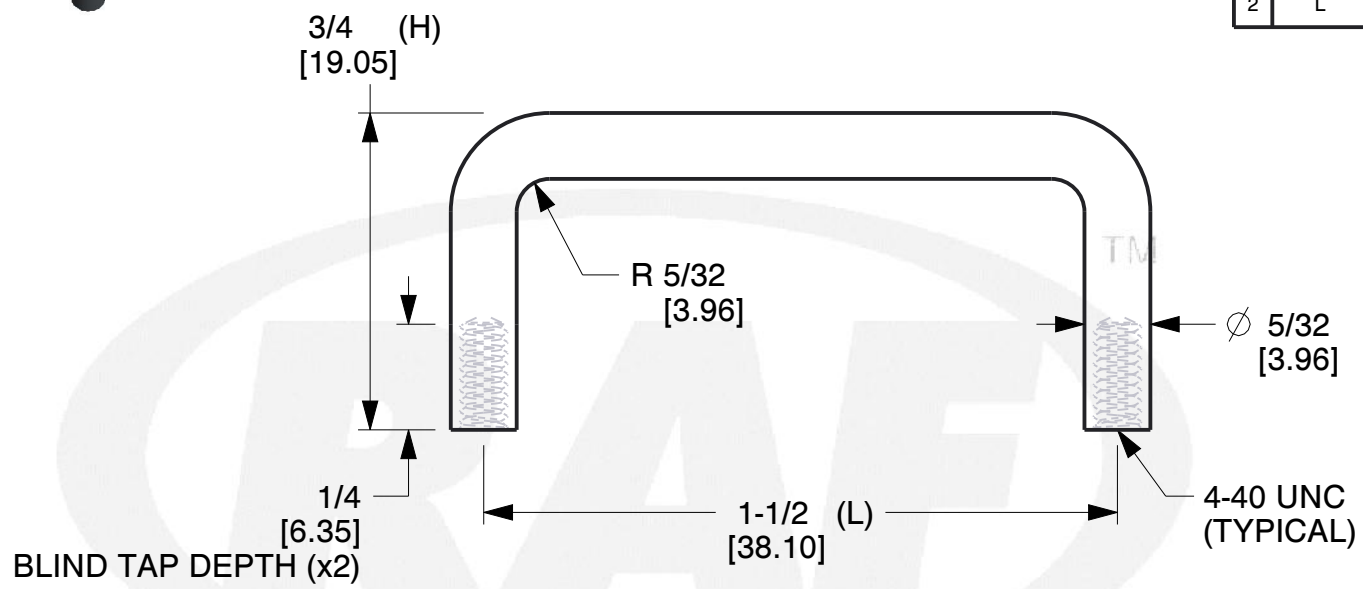 2 L
3/4 (H)
[19.05]
TM
R 5/32
[3.96]
⌀ 5/32
[3.96]
1/4
[6.35]
BLIND TAP DEPTH (x2)
1-1/2 (L)
[38.10]
4-40 UNC
(TYPICAL)
RAF